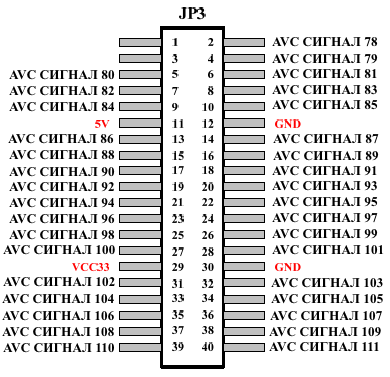 JP3
1 2 AVC СИГНАЛ 78
3 4 AVC СИГНАЛ 79
AVC СИГНАЛ 80 5 6 AVC СИГНАЛ 81
AVC СИГНАЛ 82 7 8 AVC СИГНАЛ 83
AVC СИГНАЛ 84 9 10 AVC СИГНАЛ 85
5V 11 12 GND
AVC СИГНАЛ 86 13 14 AVC СИГНАЛ 87
AVC СИГНАЛ 88 15 16 AVC СИГНАЛ 89
AVC СИГНАЛ 90 17 18 AVC СИГНАЛ 91
AVC СИГНАЛ 92 19 20 AVC СИГНАЛ 93
AVC СИГНАЛ 94 21 22 AVC СИГНАЛ 95
AVC СИГНАЛ 96 23 24 AVC СИГНАЛ 97
AVC СИГНАЛ 98 25 26 AVC СИГНАЛ 99
AVC СИГНАЛ 100 27 28 AVC СИГНАЛ 101
VCC33 29 30 GND
AVC СИГНАЛ 102 31 32 AVC СИГНАЛ 103
AVC СИГНАЛ 104 33 34 AVC СИГНАЛ 105
AVC СИГНАЛ 106 35 36 AVC СИГНАЛ 107
AVC СИГНАЛ 108 37 38 AVC СИГНАЛ 109
AVC СИГНАЛ 110 39 40 AVC СИГНАЛ 111